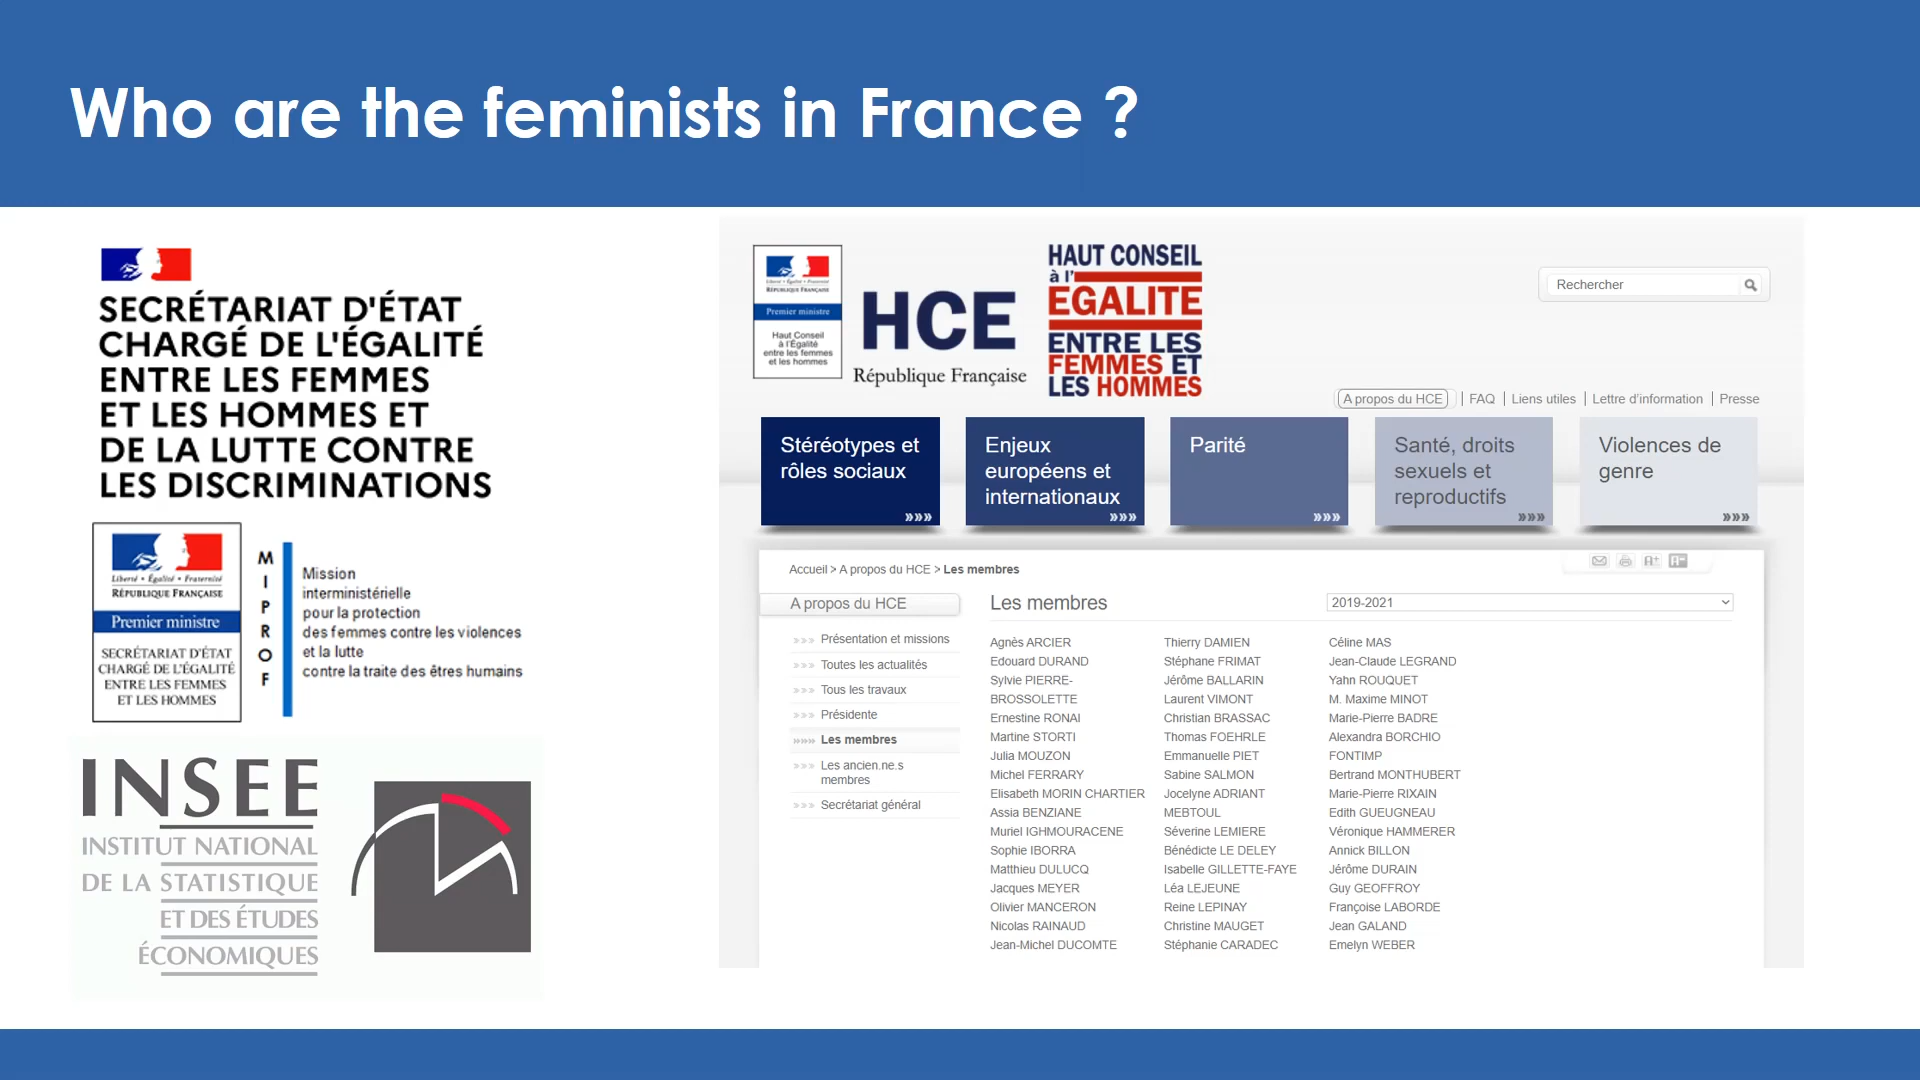 Who are the feminists in France ?
SECRÉTARIAT D'ÉTAT
CHARGÉ DE L'ÉGALITÉ
ENTRE LES FEMMES
ET LES HOMMES ET
DE LA LUTTE CONTRE
LES DISCRIMINATIONS
Liberté • Égalité • Fraternité
RÉPUBLIQUE FRANÇAISE
Premier ministre
SECRÉTARIAT D'ÉTAT
CHARGÉ DE L'ÉGALITÉ
ENTRE LES FEMMES
ET LES HOMMES
MIPROF
Mission
interministérielle
pour la protection
des femmes contre les violences
et la lutte
contre la traite des êtres humains
INSEE
INSTITUT NATIONAL
DE LA STATISTIQUE
ET DES ÉTUDES
ÉCONOMIQUES
Liberté • Égalité • Fraternité
RÉPUBLIQUE FRANÇAISE
Premier ministre
Haut Conseil
à l'Égalité
entre les femmes
et les hommes
HCE
République Française
HAUT CONSEIL
à l'
EGALITE
ENTRE LES
FEMMES ET
LES HOMMES
Rechercher
A propos du HCE | FAQ | Liens utiles | Lettre d'information | Presse
Stéréotypes et
rôles sociaux
»»»
Enjeux
européens et
internationaux
»»»
Parité
»»»
Santé, droits
sexuels et
reproductifs
»»»
Violences de
genre
»»»
A+
A-
Accueil > A propos du HCE > Les membres
A propos du HCE
»»» Présentation et missions
»»» Toutes les actualités
»»» Tous les travaux
»»» Présidente
»»»» Les membres
»»» Les ancien.ne.s
membres
»»» Secrétariat général
Les membres
2019-2021
Agnès ARCIER
Edouard DURAND
Sylvie PIERRE-
BROSSOLETTE
Ernestine RONAI
Martine STORTI
Julia MOUZON
Michel FERRARY
Elisabeth MORIN CHARTIER
Assia BENZIANE
Muriel IGHMOURACENE
Sophie IBORRA
Matthieu DULUCQ
Jacques MEYER
Olivier MANCERON
Nicolas RAINAUD
Jean-Michel DUCOMTE
Thierry DAMIEN
Stéphane FRIMAT
Jérôme BALLARIN
Laurent VIMONT
Christian BRASSAC
Thomas FOEHRLE
Emmanuelle PIET
Sabine SALMON
Jocelyne ADRIANT
MEBTOUL
Séverine LEMIERE
Bénédicte LE DELEY
Isabelle GILLETTE-FAYE
Léa LEJEUNE
Reine LEPINAY
Christine MAUGET
Stéphanie CARADEC
Céline MAS
Jean-Claude LEGRAND
Yahn ROUQUET
M. Maxime MINOT
Marie-Pierre BADRE
Alexandra BORCHIO
FONTIMP
Bertrand MONTHUBERT
Marie-Pierre RIXAIN
Edith GUEUGNEAU
Véronique HAMMERER
Annick BILLON
Jérôme DURAIN
Guy GEOFFROY
Françoise LABORDE
Jean GALAND
Emelyn WEBER